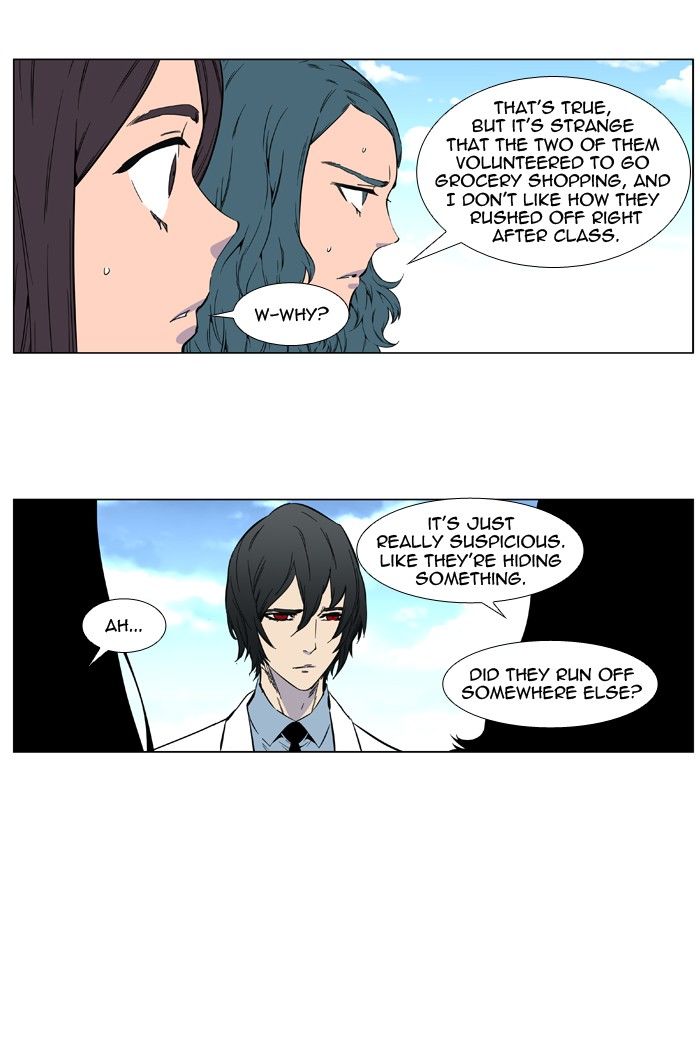 THAT'S TRUE,
BUT IT'S STRANGE
THAT THE TWO OF THEM
VOLUNTEERED TO GO
GROCERY SHOPPING, AND
I DON'T LIKE HOW THEY
RUSHED OFF RIGHT
AFTER CLASS.
W-WHY?
IT'S JUST
REALLY SUSPICIOUS.
LIKE THEY'RE HIDING
SOMETHING.
AH...
DID THEY RUN OFF
SOMEWHERE ELSE?